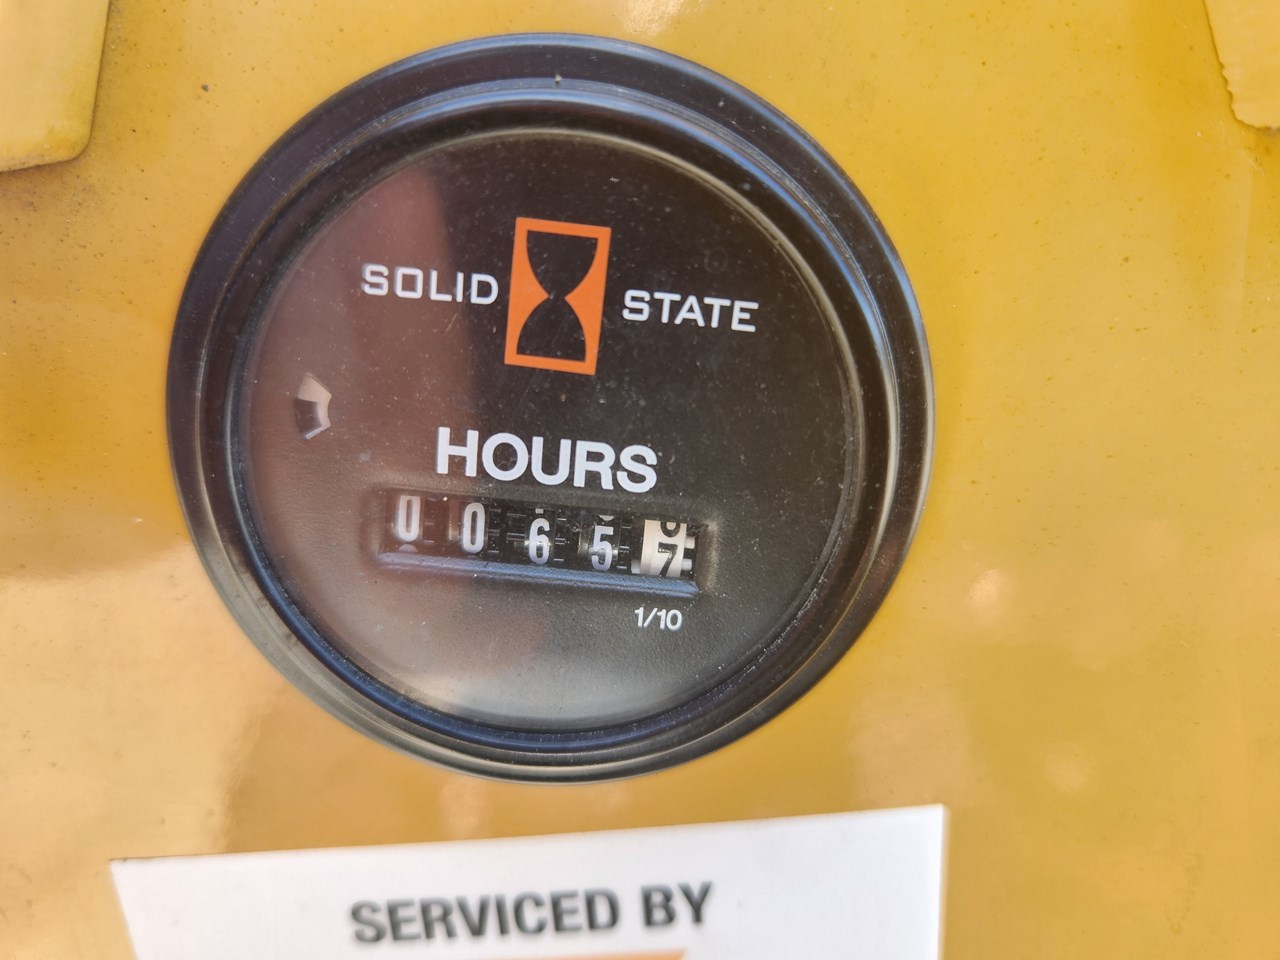 SOLID STATE
HOURS
0 0 6 5 7
1/10
SERVICED BY